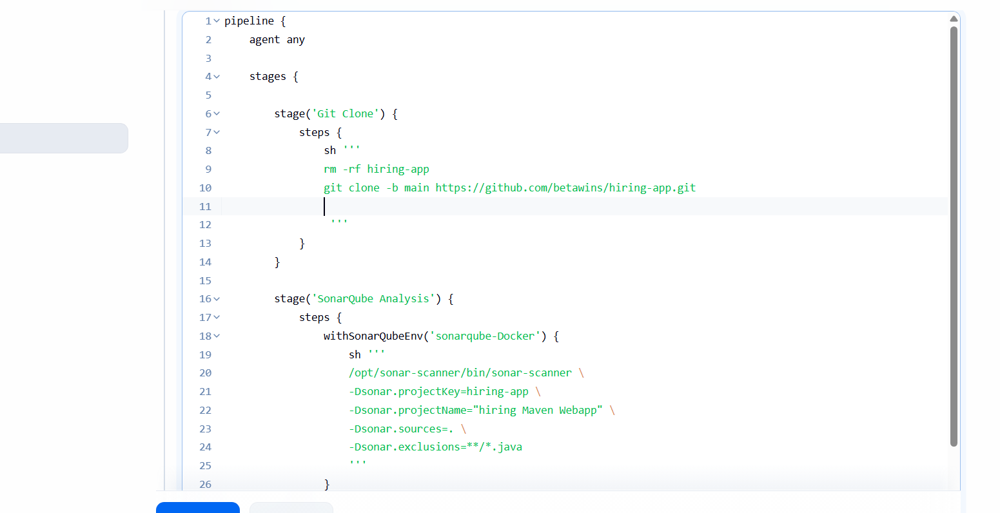 1 pipeline {
2     agent any
3
4     stages {
5
6         stage('Git Clone') {
7             steps {
8                 sh '''
9                 rm -rf hiring-app
10                 git clone -b main https://github.com/betawins/hiring-app.git
11
12                  '''
13             }
14         }
15
16         stage('SonarQube Analysis') {
17             steps {
18                 withSonarQubeEnv('sonarqube-Docker') {
19                     sh '''
20                     /opt/sonar-scanner/bin/sonar-scanner \
21                     -Dsonar.projectKey=hiring-app \
22                     -Dsonar.projectName="hiring Maven Webapp" \
23                     -Dsonar.sources=. \
24                     -Dsonar.exclusions=**/*.java
25                     '''
26                 }